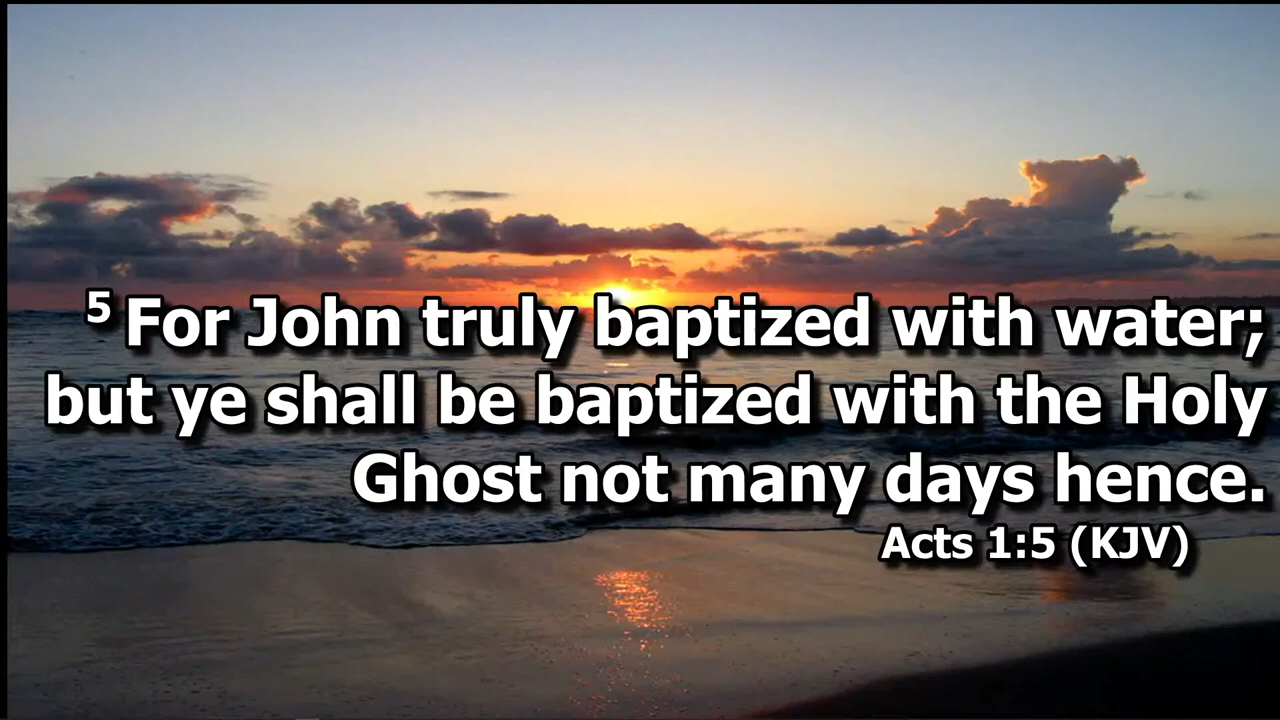 5 For John truly baptized with water;
but ye shall be baptized with the Holy
Ghost not many days hence.
Acts 1:5 (KJV)